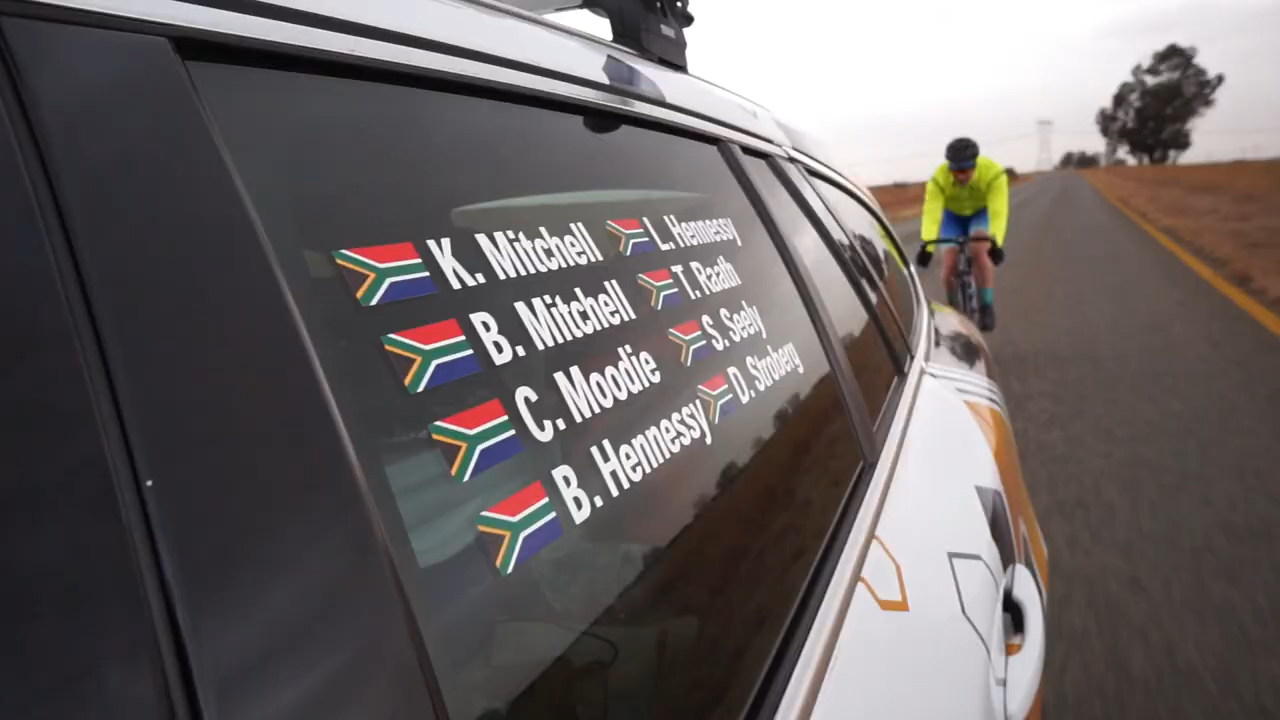 K. Mitchell
B. Mitchell
C. Moodie
B. Hennessy
L. Hennessy
T. Raath
S. Seely
D. Stroberg